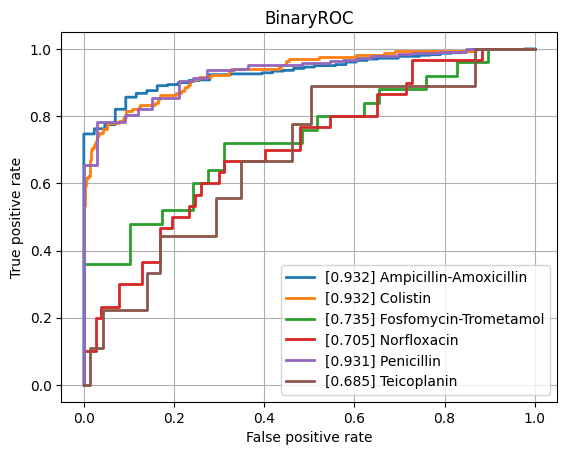 BinaryROC
True positive rate
1.0
0.8
0.6
0.4
0.2
0.0
[0.932] Ampicillin-Amoxicillin
[0.932] Colistin
[0.735] Fosfomycin-Trometamol
[0.705] Norfloxacin
[0.931] Penicillin
[0.685] Teicoplanin
0.0 0.2 0.4 0.6 0.8 1.0
False positive rate